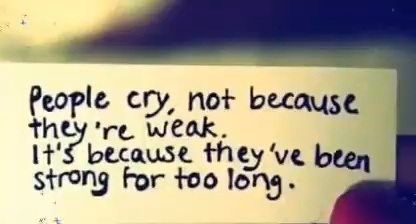 People cry, not because
they're weak.
It's because they've been
strong for too long.